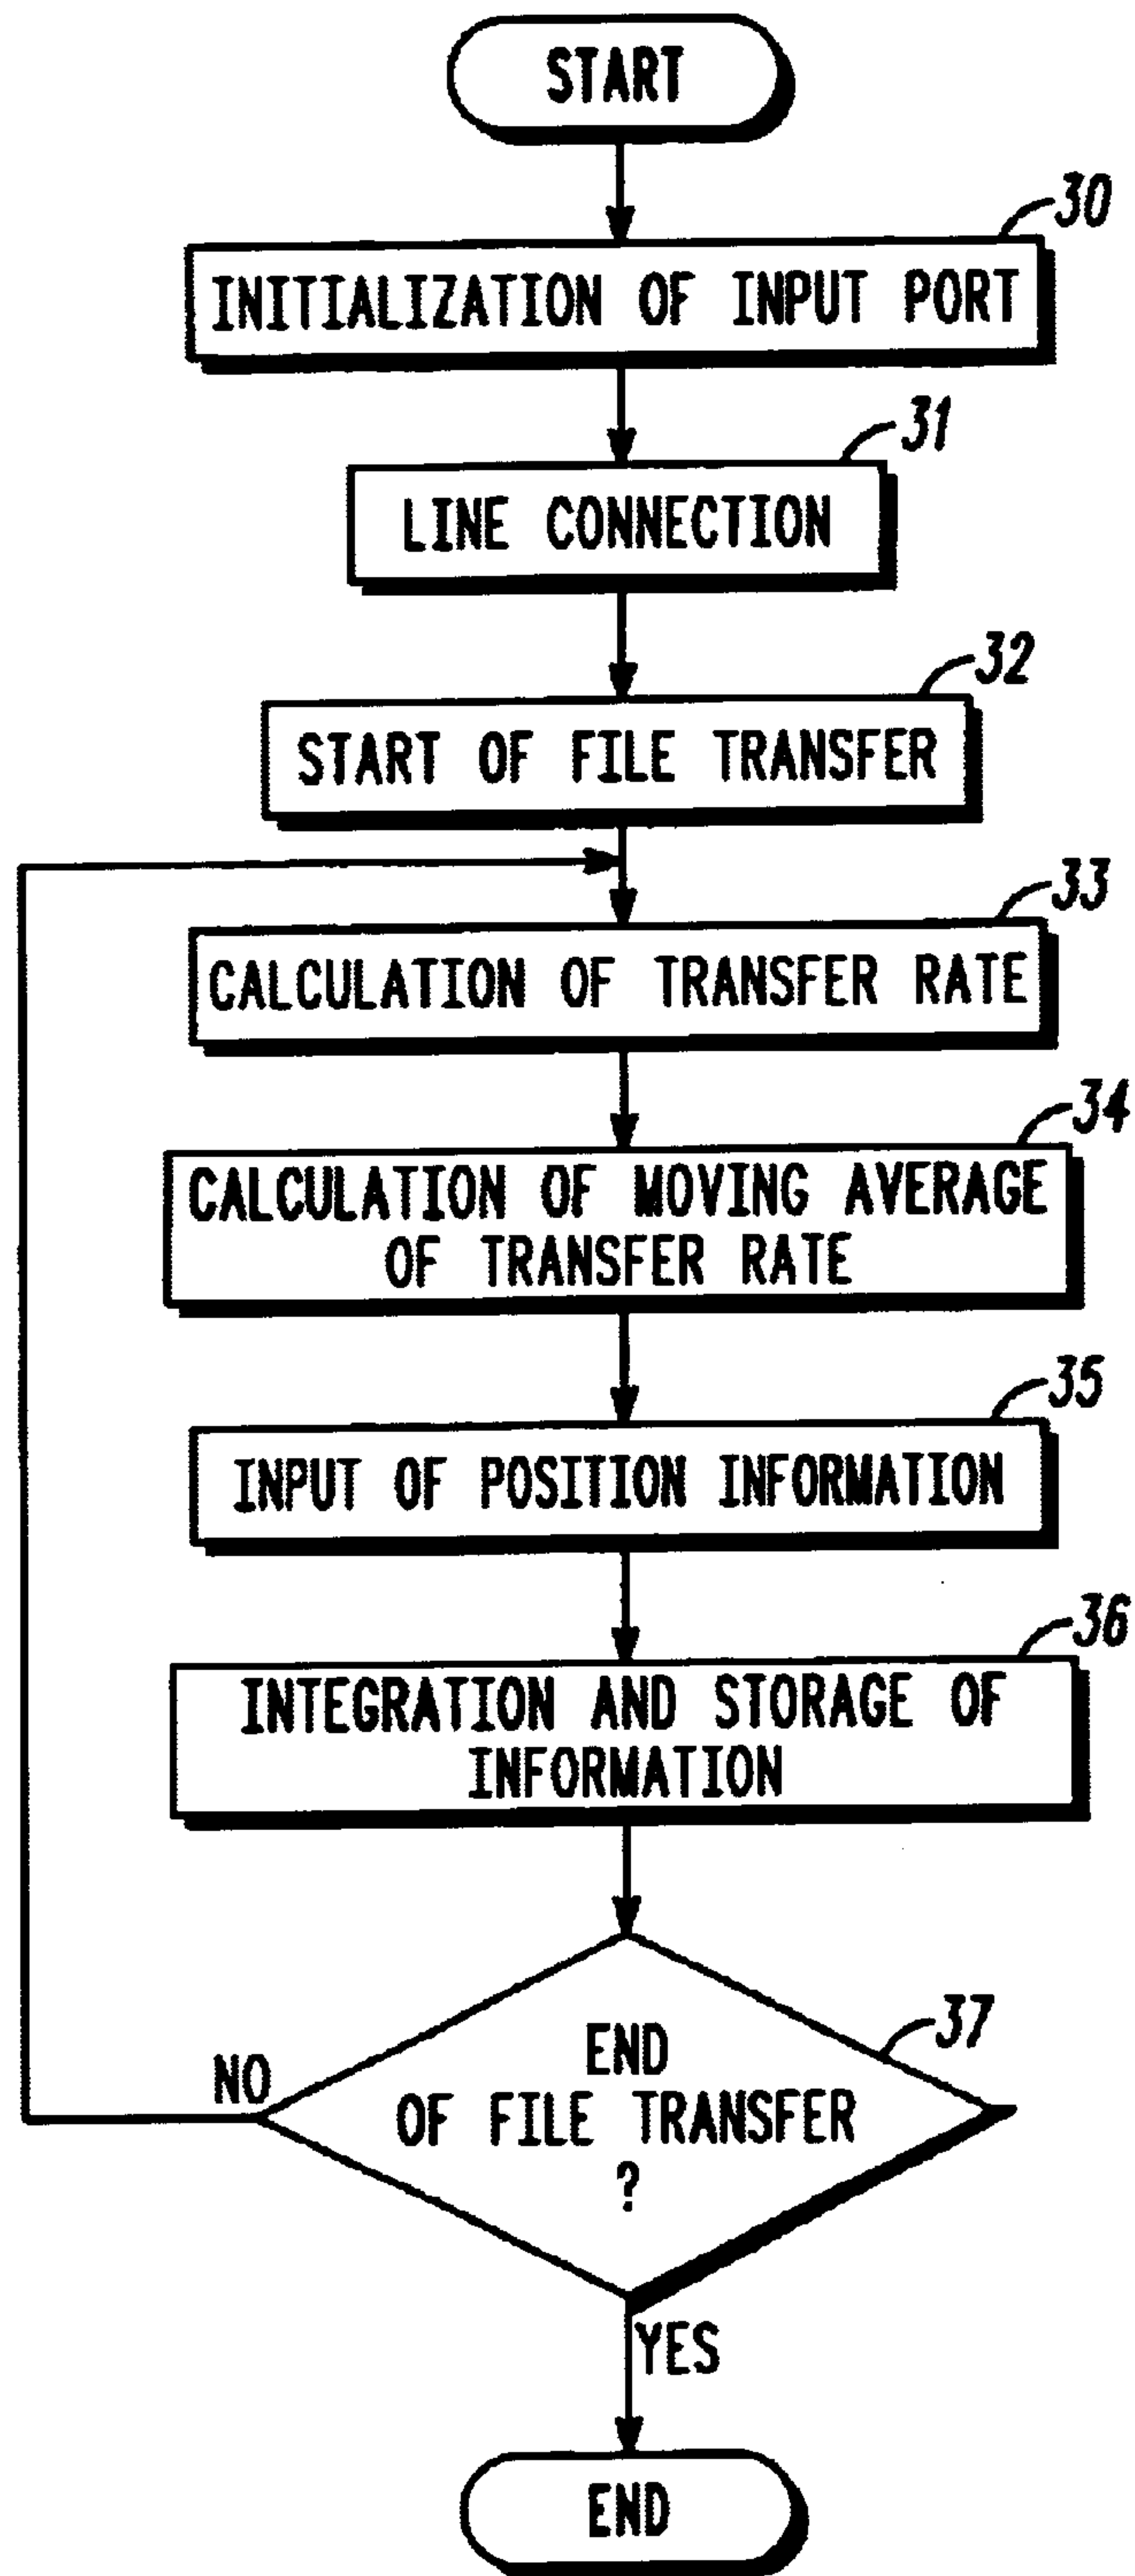 START
30
INITIALIZATION OF INPUT PORT
31
LINE CONNECTION
32
START OF FILE TRANSFER
33
CALCULATION OF TRANSFER RATE
34
CALCULATION OF MOVING AVERAGE
OF TRANSFER RATE
35
INPUT OF POSITION INFORMATION
36
INTEGRATION AND STORAGE OF
INFORMATION
37
END
OF FILE TRANSFER
?
NO
YES
END